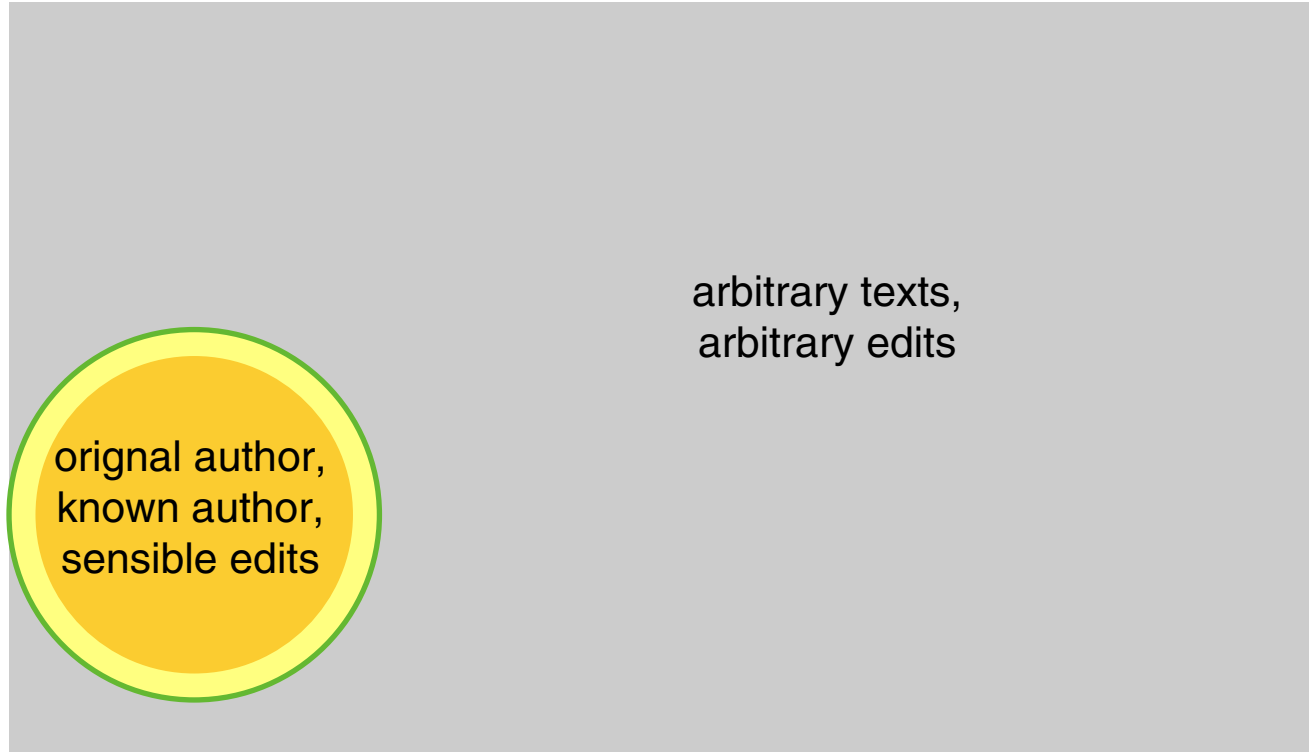 arbitrary texts,
arbitrary edits
orignal author,
known author,
sensible edits